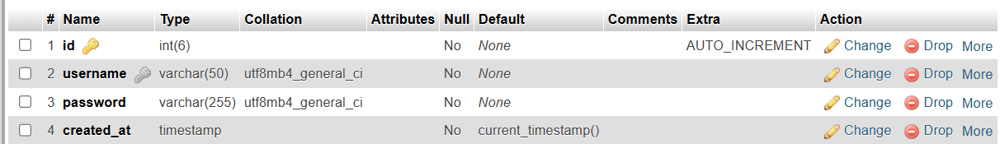 # Name Type Collation Attributes Null Default Comments Extra Action
1 id int(6) No None AUTO_INCREMENT Change Drop More
2 username varchar(50) utf8mb4_general_ci No None Change Drop More
3 password varchar(255) utf8mb4_general_ci No None Change Drop More
4 created_at timestamp No current_timestamp() Change Drop More